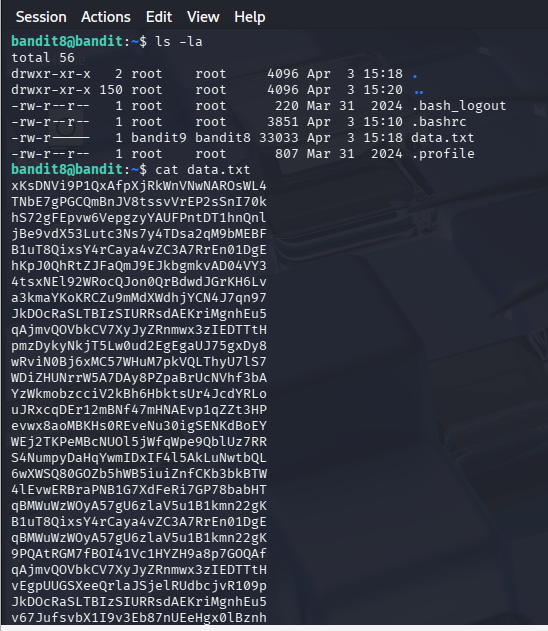 Session Actions Edit View Help
bandit8@bandit:~$ ls -la
total 56
drwxr-xr-x 2 root root 4096 Apr 3 15:18 .
drwxr-xr-x 150 root root 4096 Apr 3 15:20 ..
-rw-r--r-- 1 root root 220 Mar 31 2024 .bash_logout
-rw-r--r-- 1 root root 3851 Apr 3 15:10 .bashrc
-rw-r----- 1 bandit9 bandit8 33033 Apr 3 15:18 data.txt
-rw-r--r-- 1 root root 807 Mar 31 2024 .profile
bandit8@bandit:~$ cat data.txt
xKsDNVi9P1QxAfpXjRkWnVNwNAROsWL4
TNbE7gPGCQmBnJV8tssvVrEP2sSnI70k
hS72gFEpvw6VepgzyYAUFPntDT1hnQnl
jBe9vdX53Lutc3Ns7y4TDsa2qM9bMEBF
B1uT8QixsY4rCaya4vZC3A7RrEn01DgE
hKpJ0QhRtZJFaQmJ9EJkbgmkvAD04VY3
4tsxNEl92WRocQJon0QrBdwdJGrKH6Lv
a3kmaYKoKRCZu9mMdXWdhjYCN4J7qn97
JkDOcRaSLTBIzSIURRsdAEKriMgnhEu5
qAjmvQOVbkCV7XyJyZRnmwx3zIEDTTtH
pmzDykyNkjT5Lw0ud2EgEgaUJ75gxDy8
wRviN0Bj6xMC57WHuM7pkVQLThyU7lS7
WDiZHUNrrW5A7DAy8PZpaBrUcNVhf3bA
YzWkmobzcciV2kBh6HbktsUr4JcdYRLo
uJRxcqDEr12mBNf47mHNAEvp1qZZt3HP
evwx8aoMBKHs0REveNu30igSENKdBoEY
WEj2TKPeMBcNUOl5jWfqWpe9QblUz7RR
S4NumpyDaHqYwmIDxIF4l5AkLuNwtbQL
6wXWSQ80GOZb5hWB5iuiZnfCKb3bkBTW
4lEvwERBraPNB1G7XdFeRi7GP78babHT
qBMWuWzWOyA57gU6zlaV5u1B1kmn22gK
B1uT8QixsY4rCaya4vZC3A7RrEn01DgE
qBMWuWzWOyA57gU6zlaV5u1B1kmn22gK
9PQAtRGM7fBOI41Vc1HYZH9a8p7GOQAf
qAjmvQOVbkCV7XyJyZRnmwx3zIEDTTtH
vEgpUUGSXeeQrlaJSjelRUdbcjvR109p
JkDOcRaSLTBIzSIURRsdAEKriMgnhEu5
v67JufsvbX1I9v3Eb87nUEeHgx0lBznh